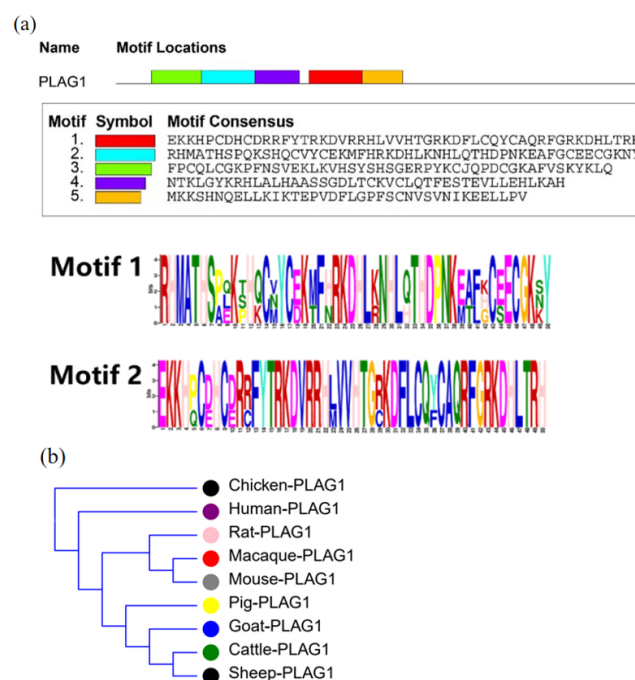 (a)
Name Motif Locations
PLAG1
Motif Symbol Motif Consensus
1. EKKHPCDHCDRRFYTRKDVRRHLVVHTGRKDFLCQYCAQRFGRKDHLTRH
2. RHMATHSPQKSHQCVYCEKMFHRKDHLKNHLQTHDPNKEAFGCEECGKNY
3. FPCQLCGKPFNSVEKLKVHSYSHSGERPYKCJQPDCGKAFVSKYKLQ
4. NTKLGYKRHLALHAASSGDLTCKVCLQTFESTEVLLEHLKAH
5. MKKSHNQELLKIKTEPVDFLGPFSCNVSVNIKEELLPV
Motif 1
Motif 2
(b)
Chicken-PLAG1
Human-PLAG1
Rat-PLAG1
Macaque-PLAG1
Mouse-PLAG1
Pig-PLAG1
Goat-PLAG1
Cattle-PLAG1
Sheep-PLAG1